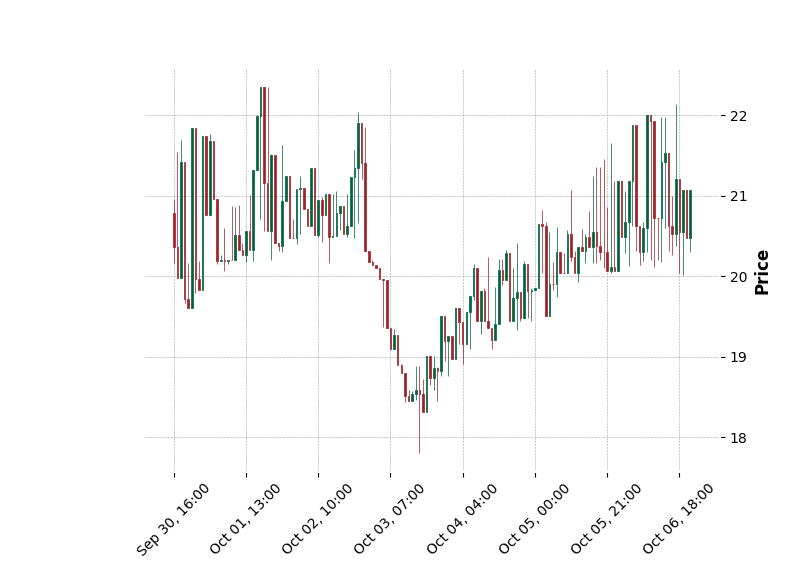 22
21
20
19
18
Price
Sep 30, 16:00
Oct 01, 13:00
Oct 02, 10:00
Oct 03, 07:00
Oct 04, 04:00
Oct 05, 00:00
Oct 05, 21:00
Oct 06, 18:00